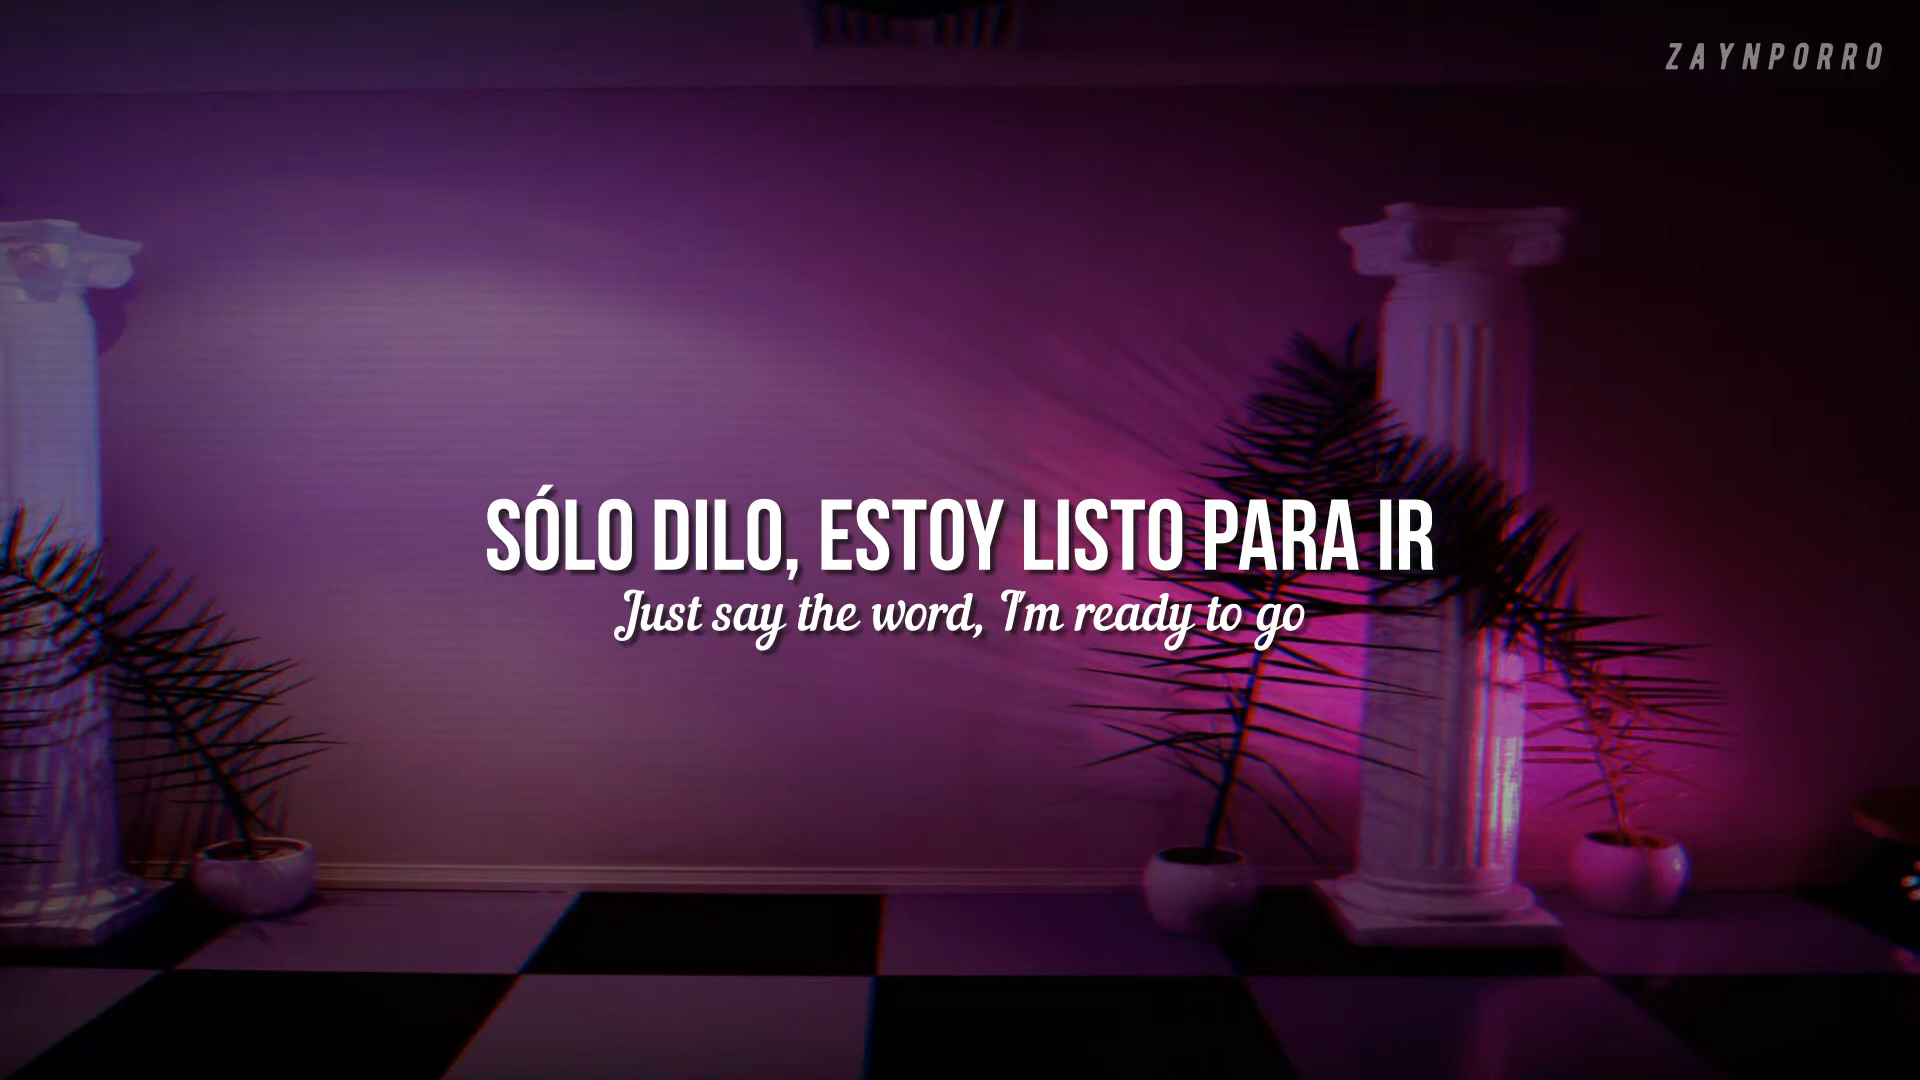 ZAYNPORRO
SÓLO DILO, ESTOY LISTO PARA IR
Just say the word, I'm ready to go